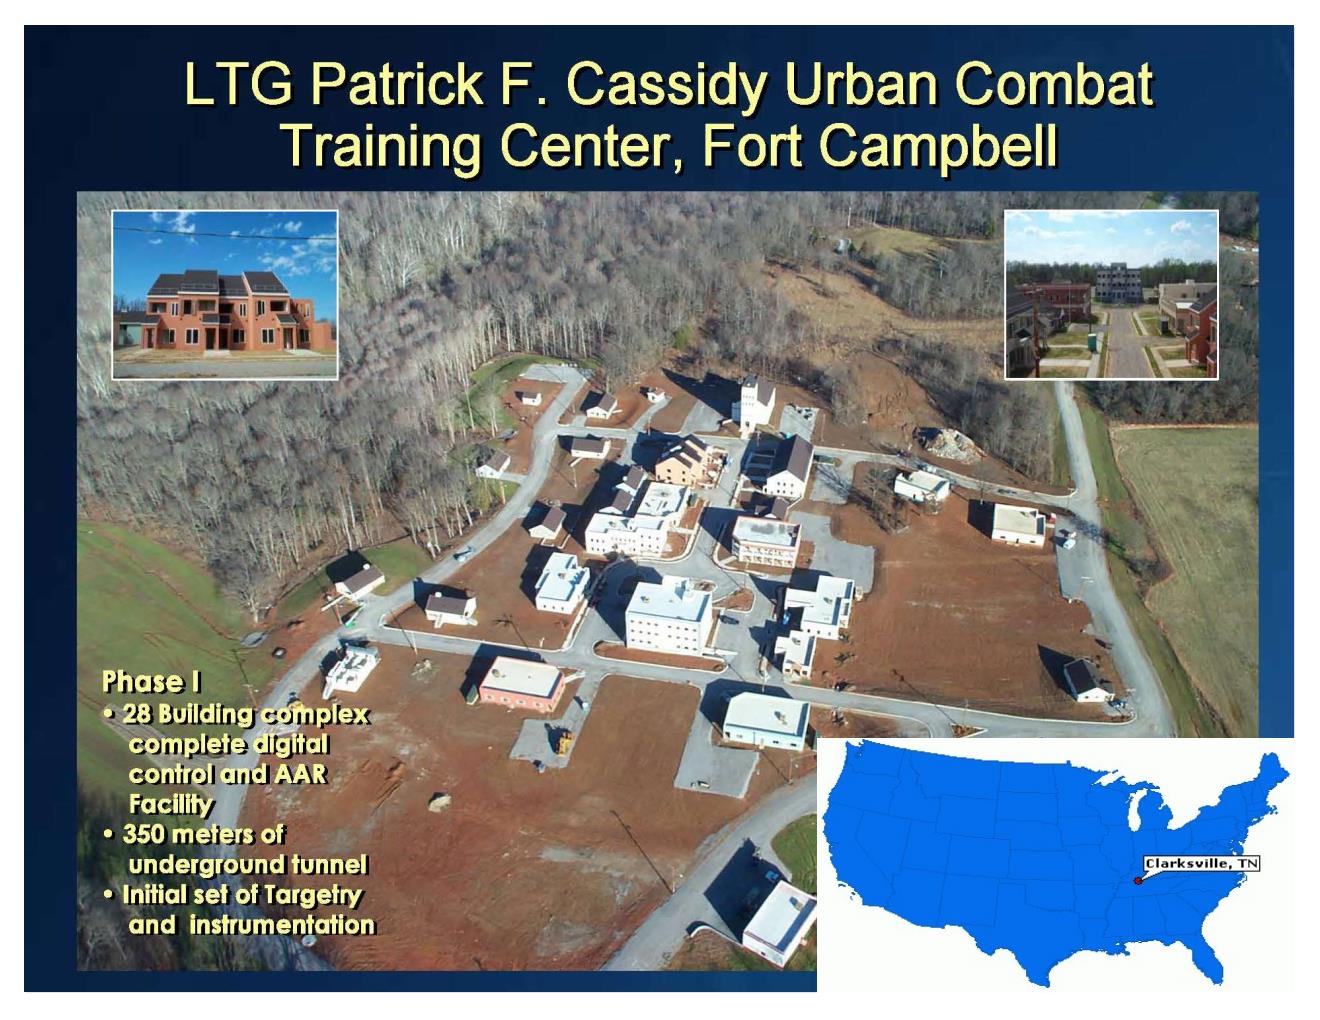 LTG Patrick F. Cassidy Urban Combat
Training Center, Fort Campbell
Phase I
• 28 Building complex
complete digital
control and AAR
Facility
• 350 meters of
underground tunnel
• Initial set of Targetry
and instrumentation
Clarksville, TN